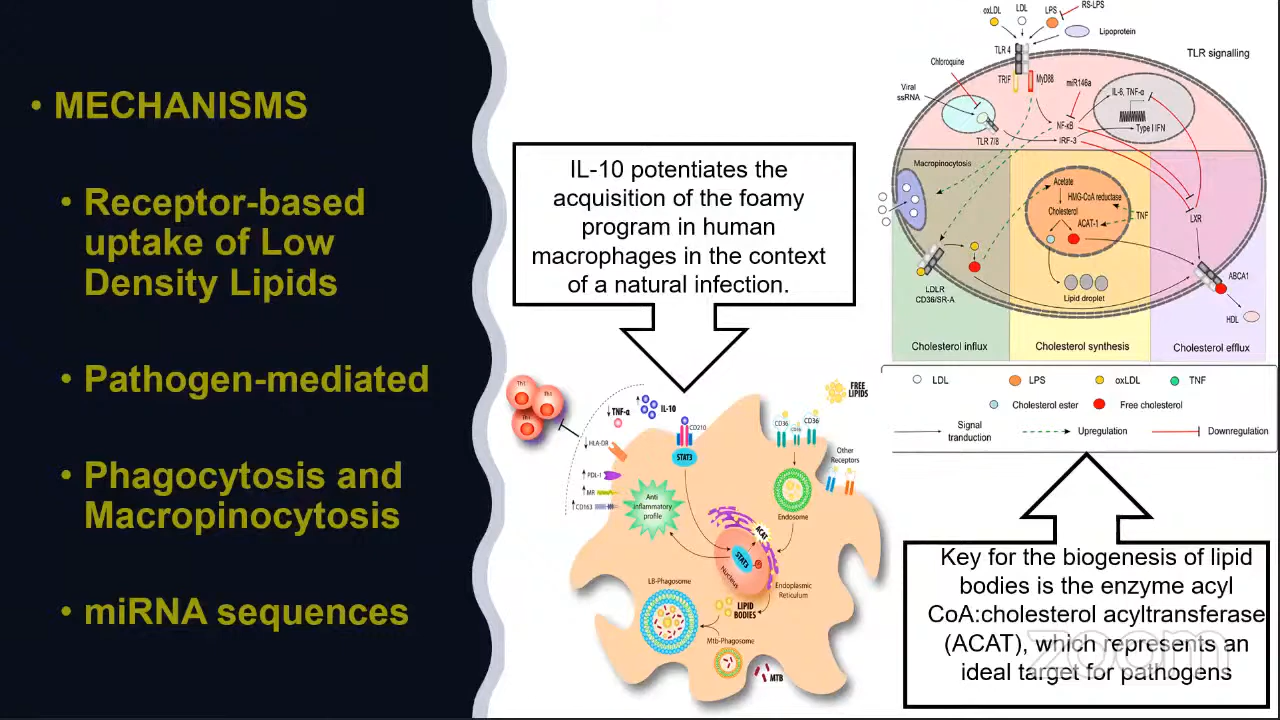 • MECHANISMS
• Receptor-based
uptake of Low
Density Lipids
• Pathogen-mediated
• Phagocytosis and
Macropinocytosis
• miRNA sequences
IL-10 potentiates the
acquisition of the foamy
program in human
macrophages in the context
of a natural infection.
Th1
Th1
Th1
TNF-α
IL-10
HLA-DR
PDL-1
MR
CD163
CD210
STAT3
Anti
inflammatory
profile
CD36
CD36
CD36
FREE
LIPIDS
Other
Receptors
Endosome
ACAT
STAT3
Nucleus
Endoplasmic
Reticulum
LB-Phagosome
LIPID
BODIES
Mtb-Phagosome
MTB
oxLDL
LDL
LPS
RS-LPS
Lipoprotein
TLR signalling
TLR 4
TRIF
MyD88
Chloroquine
Viral
ssRNA
TLR 7/8
miR146a
NF-κB
IRF-3
IL-6, TNF-α
Type I IFN
Macropinocytosis
Acetate
HMG-CoA reductase
Cholesterol
ACAT-1
TNF
LXR
LDLR
CD36/SR-A
Lipid droplet
ABCA1
HDL
Cholesterol influx
Cholesterol synthesis
Cholesterol efflux
LDL
LPS
oxLDL
TNF
Cholesterol ester
Free cholesterol
Signal
tranduction
Upregulation
Downregulation
Key for the biogenesis of lipid
bodies is the enzyme acyl
CoA:cholesterol acyltransferase
(ACAT), which represents an
ideal target for pathogens
zoom